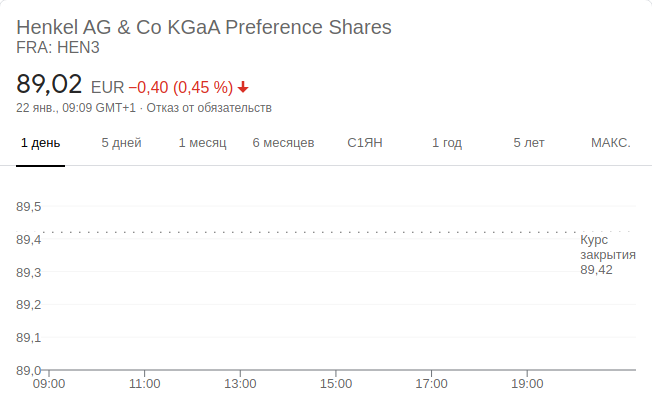 Henkel AG & Co KGaA Preference Shares
FRA: HEN3
89,02 EUR −0,40 (0,45 %)
22 янв., 09:09 GMT+1 · Отказ от обязательств
1 день 5 дней 1 месяц 6 месяцев С1ЯН 1 год 5 лет МАКС.
89,5
89,4
Курс
закрытия
89,42
89,3
89,2
89,1
89,0
09:00 11:00 13:00 15:00 17:00 19:00